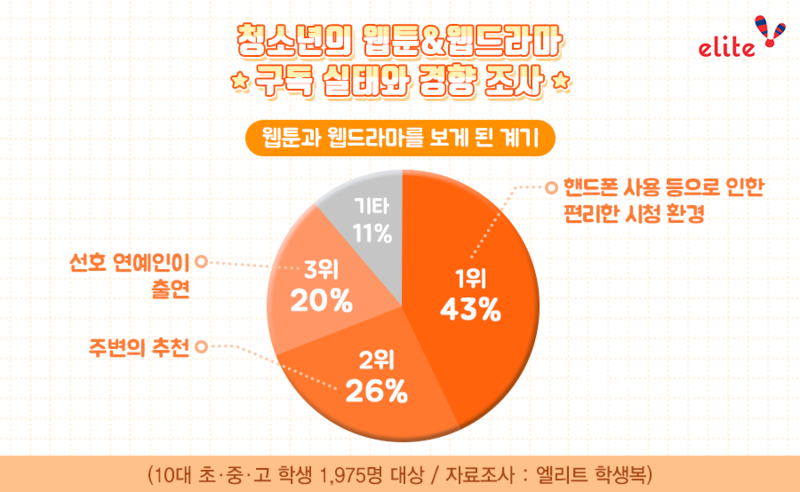 청소년의 웹툰&웹드라마
구독 실태와 경향 조사
elite
웹툰과 웹드라마를 보게 된 계기
핸드폰 사용 등으로 인한
편리한 시청 환경
1위
43%
주변의 추천
2위
26%
선호 연예인이
출연
3위
20%
기타
11%
(10대 초·중·고 학생 1,975명 대상 / 자료조사 : 엘리트 학생복)